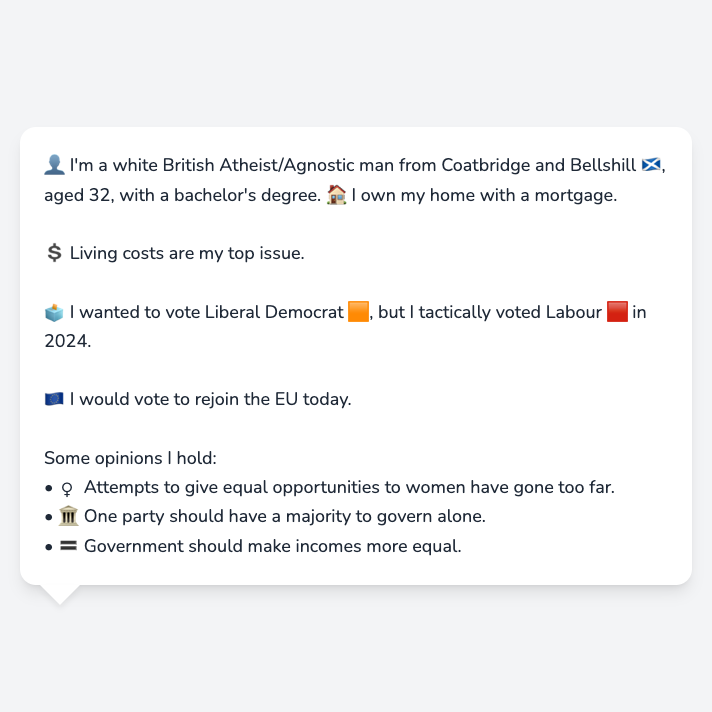 👤 I'm a white British Atheist/Agnostic man from Coatbridge and Bellshill 🏴󠁧󠁢󠁳󠁣󠁴󠁿,
aged 32, with a bachelor's degree. 🏠 I own my home with a mortgage.
💲 Living costs are my top issue.
🗳️ I wanted to vote Liberal Democrat 🟧, but I tactically voted Labour 🟥 in
2024.
🇪🇺 I would vote to rejoin the EU today.
Some opinions I hold:
• ♀ Attempts to give equal opportunities to women have gone too far.
• 🏛️ One party should have a majority to govern alone.
• 🟰 Government should make incomes more equal.